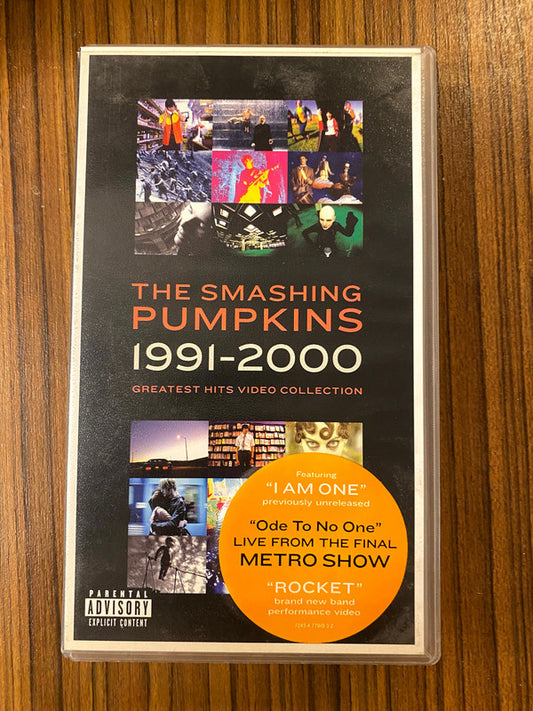 THE SMASHING
PUMPKINS
1991-2000
GREATEST HITS VIDEO COLLECTION
Featuring
"I AM ONE"
previously unreleased
"Ode To No One"
LIVE FROM THE FINAL
METRO SHOW
"ROCKET"
brand new band
performance video
PARENTAL
ADVISORY
EXPLICIT CONTENT